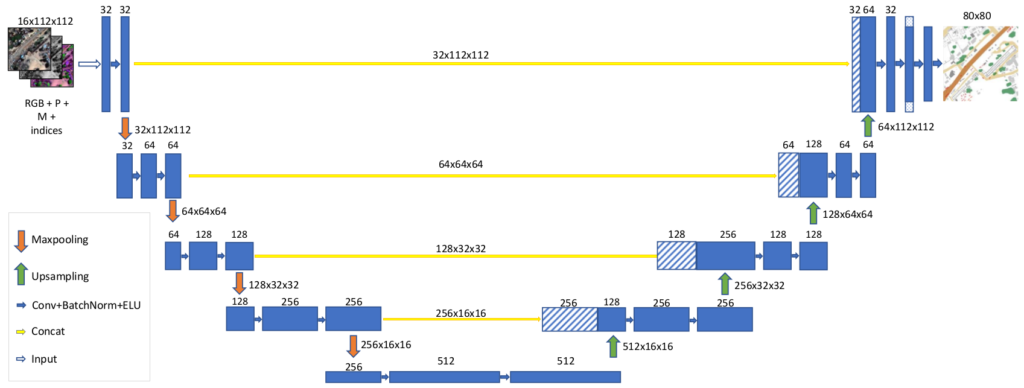 16x112x112
32 32
32x112x112
32 64 32
80x80
RGB + P +
M +
indices
32x112x112
64x112x112
32 64 64
64x64x64
64 128 64 64
64x64x64
128x64x64
64 128 128
128x32x32
128 256 128 128
128x32x32
256x32x32
128 256 256
256x16x16
256 128 256 256
256x16x16
512x16x16
256 512 512
Maxpooling
Upsampling
Conv+BatchNorm+ELU
Concat
Input